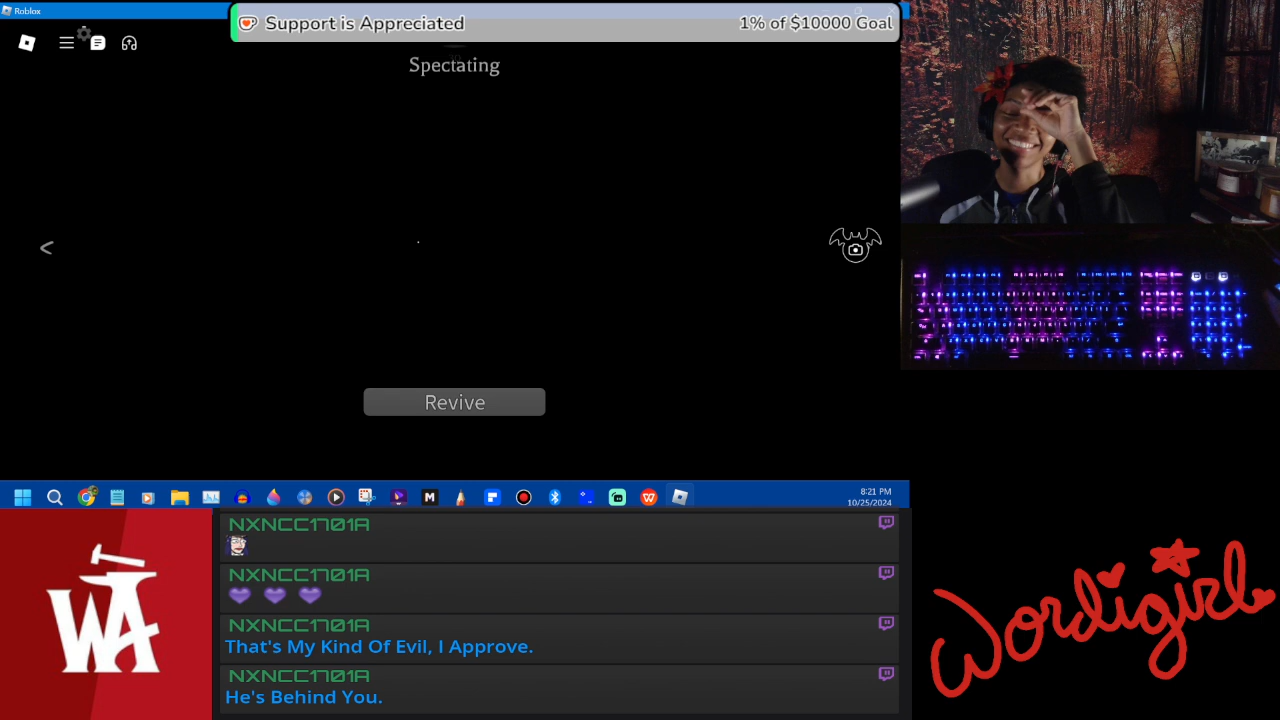 Roblox
Support is Appreciated
1% of $10000 Goal
Spectating
<
Revive
8:21 PM
10/25/2024
WA
NXNCC1701A
NXNCC1701A
NXNCC1701A
That's My Kind Of Evil, I Approve.
NXNCC1701A
He's Behind You.
Wordigirl